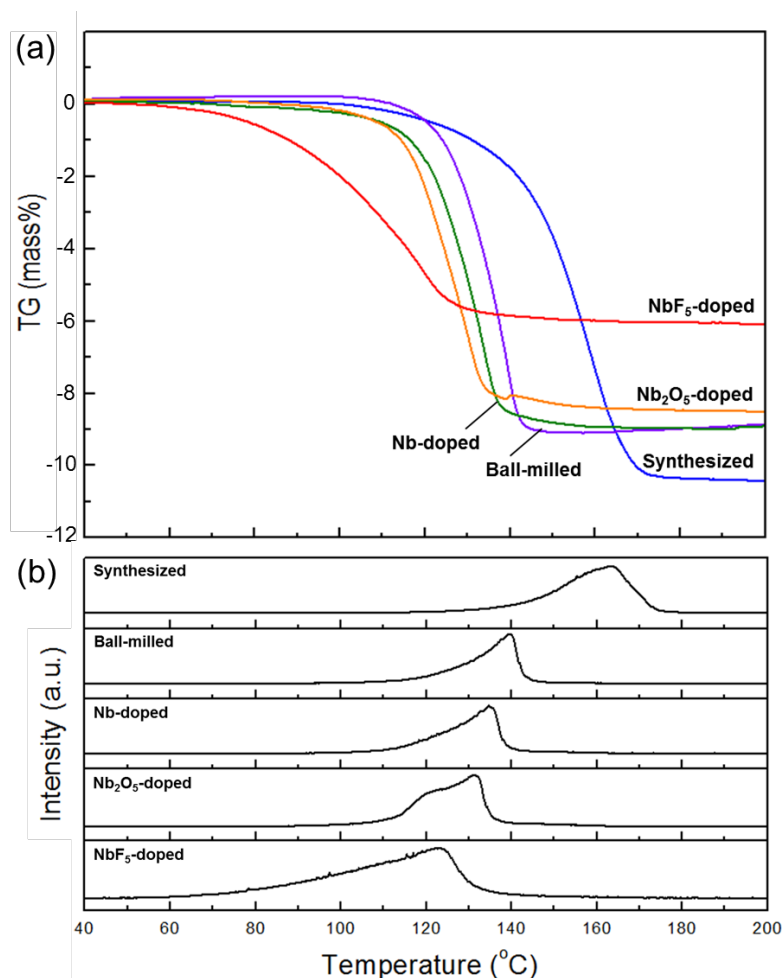 (a)
TG (mass%)
0
-2
-4
-6
-8
-10
-12
NbF₅-doped
Nb₂O₅-doped
Nb-doped
Ball-milled
Synthesized
(b)
Intensity (a.u.)
Synthesized
Ball-milled
Nb-doped
Nb₂O₅-doped
NbF₅-doped
40 60 80 100 120 140 160 180 200
Temperature (°C)